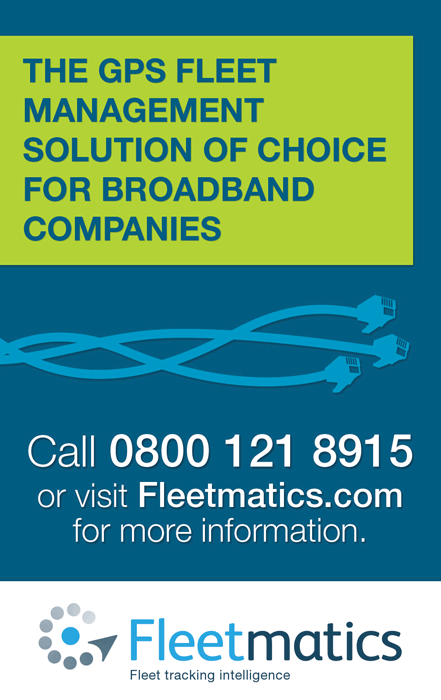 THE GPS FLEET
MANAGEMENT
SOLUTION OF CHOICE
FOR BROADBAND
COMPANIES
Call 0800 121 8915
or visit Fleetmatics.com
for more information.
Fleetmatics
Fleet tracking intelligence